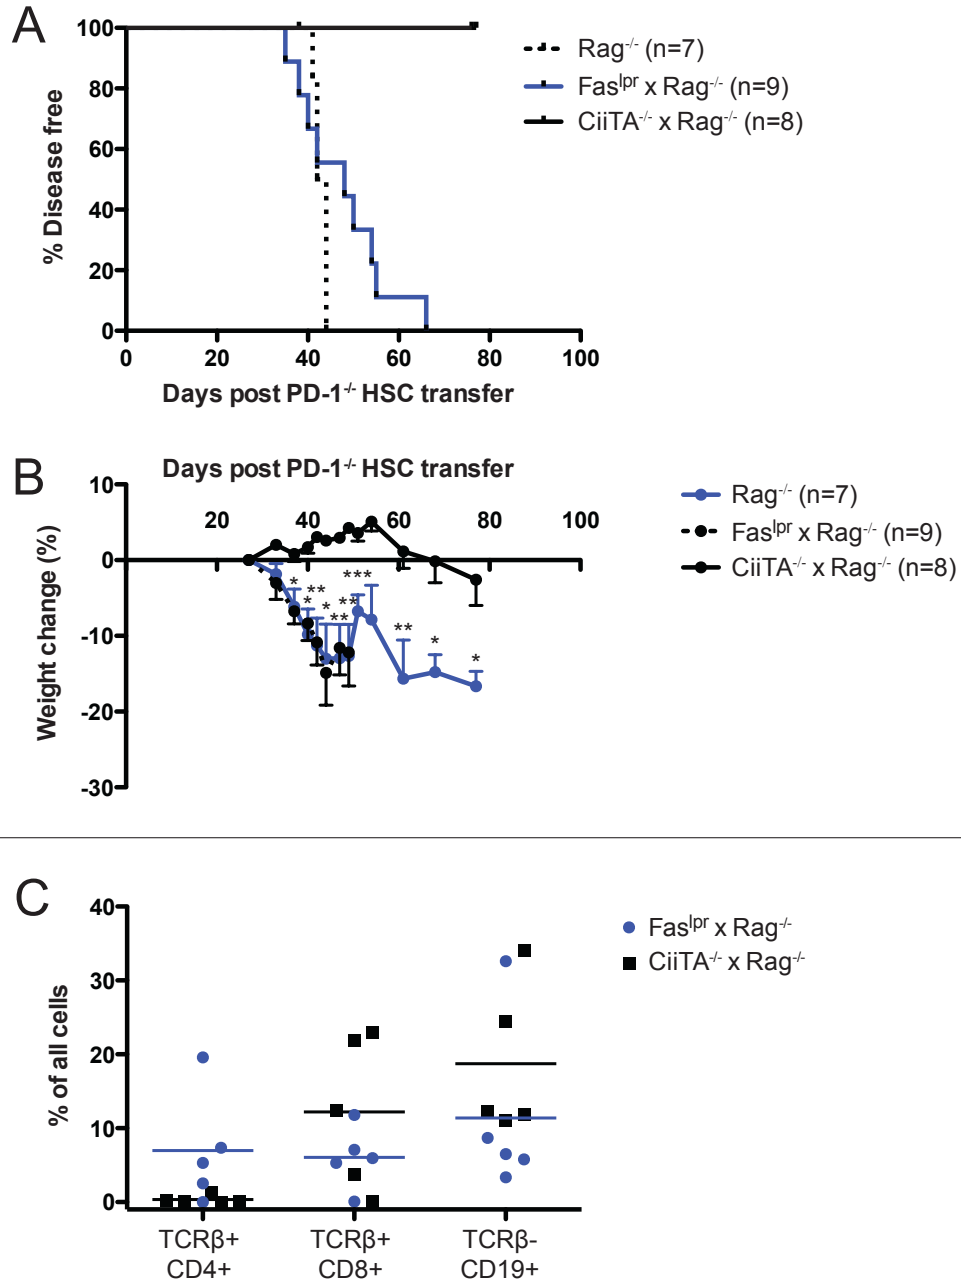 A
100
80
60
40
20
0
% Disease free
0 20 40 60 80 100
Days post PD-1-/- HSC transfer
Rag-/- (n=7)
Faslpr x Rag-/- (n=9)
CiiTA-/- x Rag-/- (n=8)
B
Days post PD-1-/- HSC transfer
10
0
-10
-20
-30
Weight change (%)
20 40 60 80 100
*
*
**
*
**
**
***
**
*
*
Rag-/- (n=7)
Faslpr x Rag-/- (n=9)
CiiTA-/- x Rag-/- (n=8)
C
40
30
20
10
0
% of all cells
TCRβ+ TCRβ+ TCRβ-
CD4+ CD8+ CD19+
Faslpr x Rag-/-
CiiTA-/- x Rag-/-